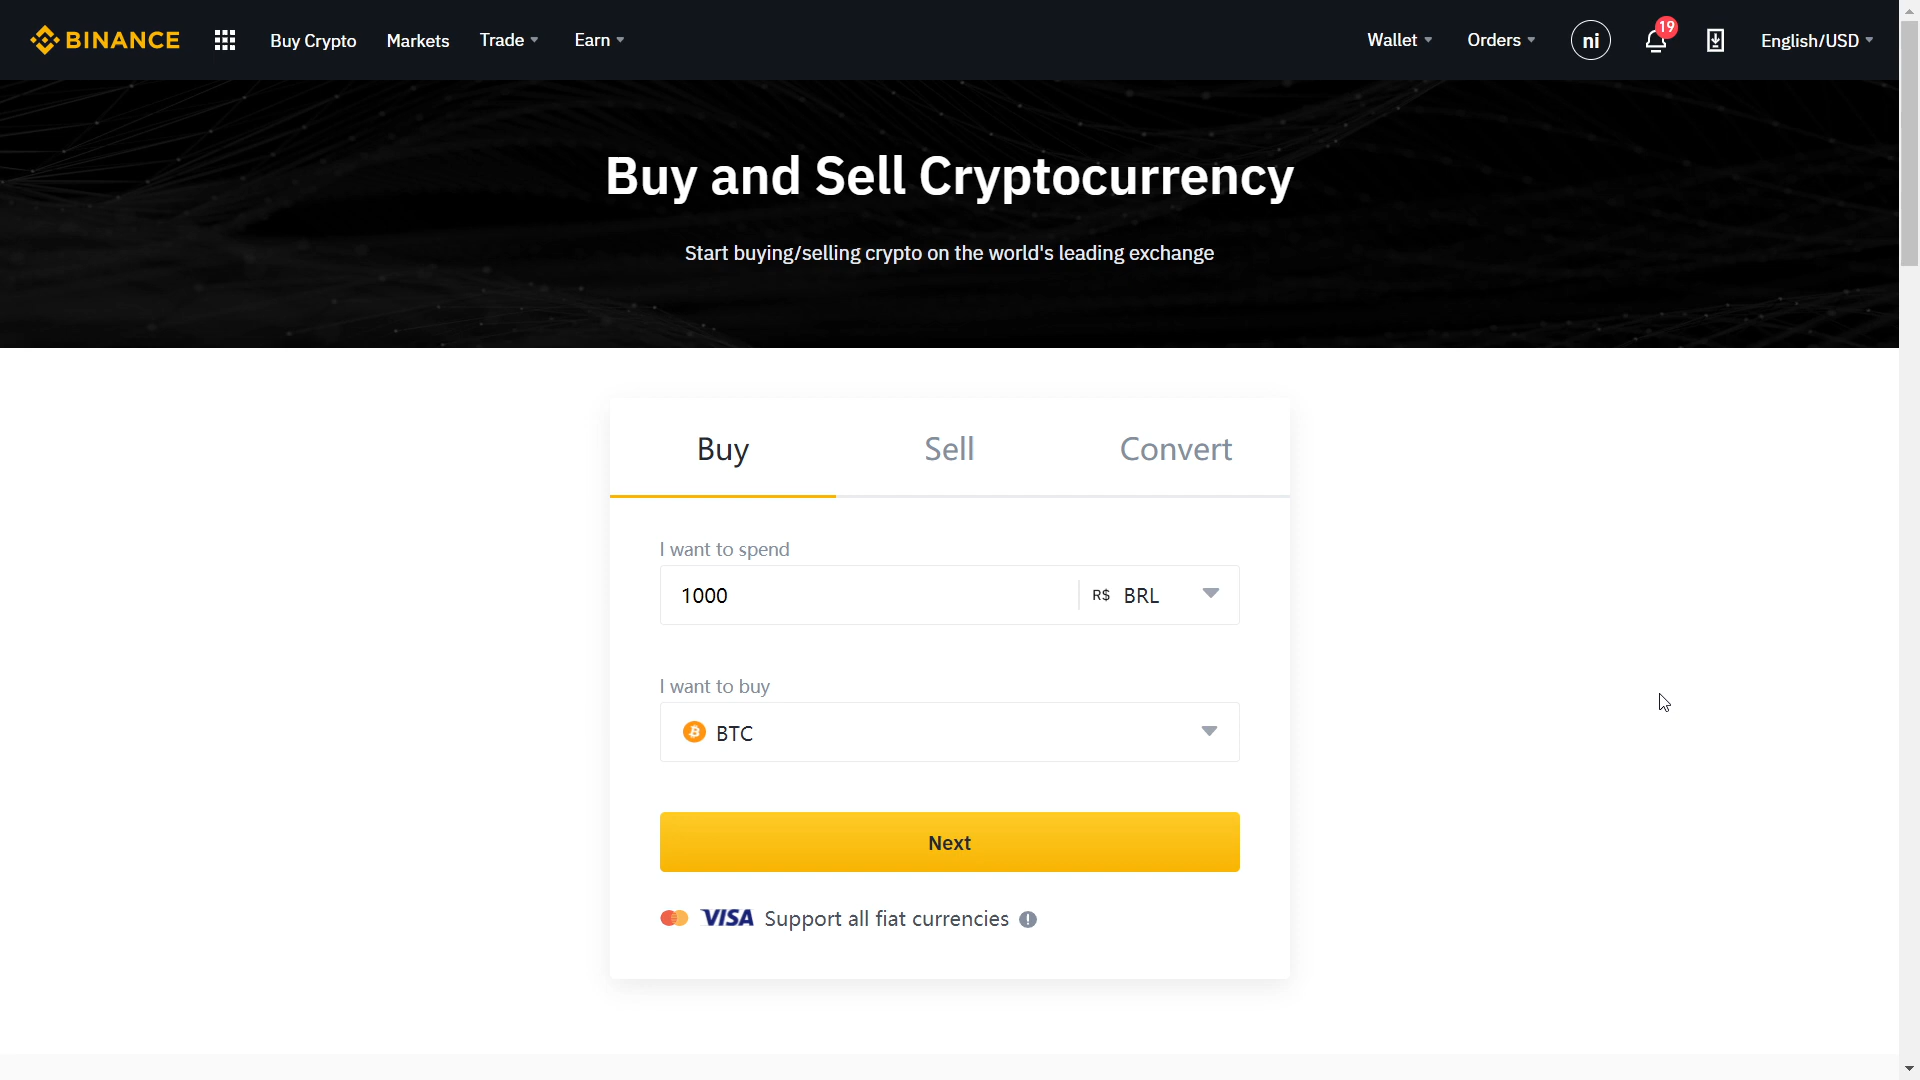 BINANCE Buy Crypto Markets Trade Earn Wallet Orders ni 19 English/USD
Buy and Sell Cryptocurrency
Start buying/selling crypto on the world's leading exchange
Buy Sell Convert
I want to spend
1000 R$ BRL
I want to buy
BTC
Next
VISA Support all fiat currencies